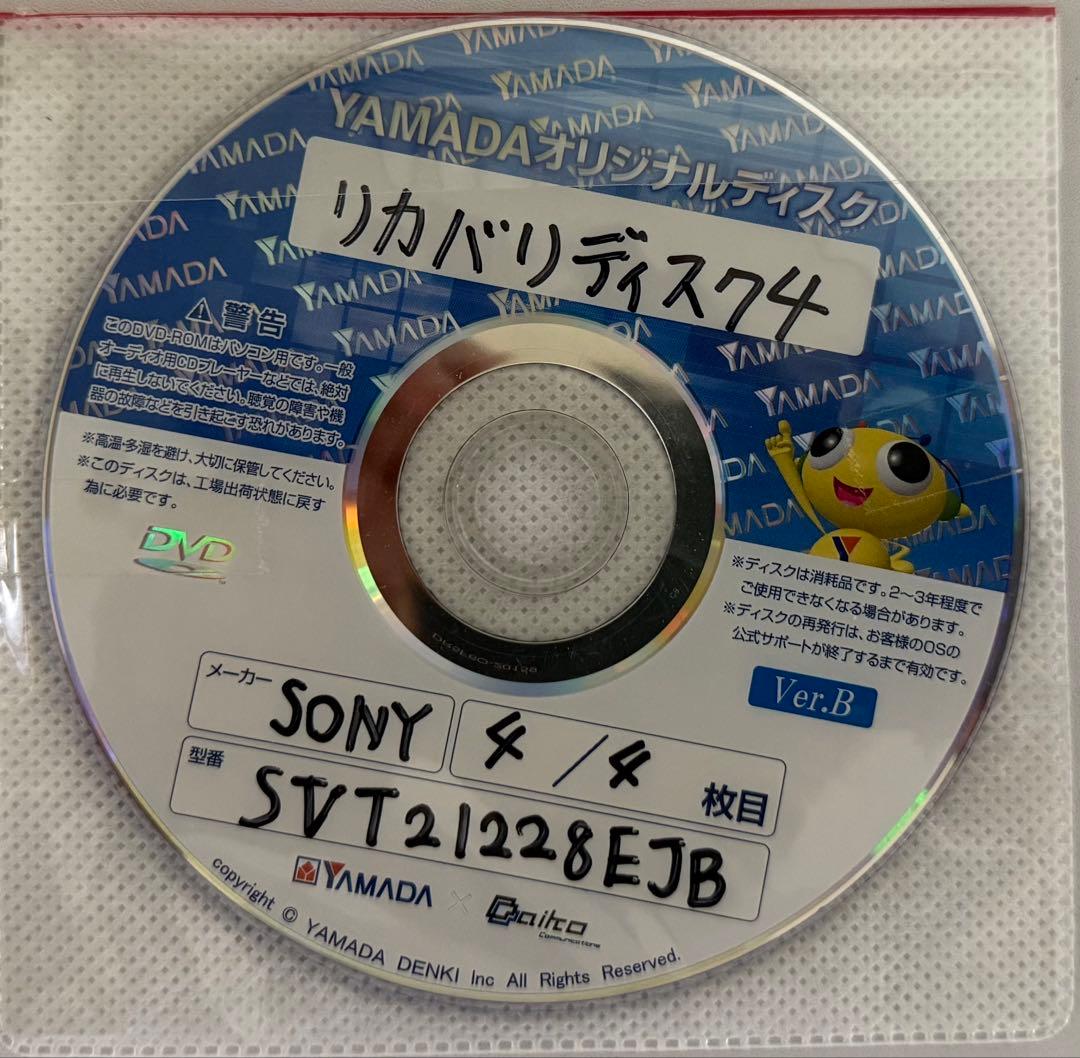 YAMADAオリジナルディスク
リカバリディスク4
⚠警告
このDVD-ROMはパソコン用です。一般
オーディオ用CDプレーヤーなどでは、絶対
に再生しないでください。聴覚の障害や機
器の故障などを引き起こす恐れがあります。
※高温・多湿を避け、大切に保管してください。
※このディスクは、工場出荷状態に戻す
為に必要です。
DVD
※ディスクは消耗品です。2〜3年程度で
ご使用できなくなる場合があります。
※ディスクの再発行は、お客様のOSの
公式サポートが終了するまで有効です。
Ver.B
メーカー SONY 4/4 枚目
型番 SVT21228EJB
YAMADA × Daiko Communications
copyright © YAMADA DENKI Inc All Rights Reserved.